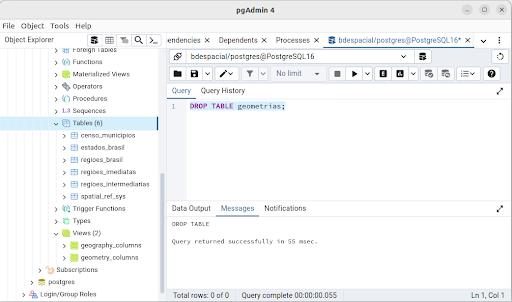 pgAdmin 4
File Object Tools Help
Object Explorer
endencies
Dependents
Processes
bdespacial/postgres@PostgreSQL16*
Foreign Tables
Functions
Materialized Views
Operators
Procedures
1..3 Sequences
Tables (6)
censo_municipios
estados_brasil
regioes_brasil
regioes_imediatas
regioes_intermediarias
spatial_ref_sys
Trigger Functions
Types
Views (2)
geography_columns
geometry_columns
Subscriptions
postgres
Login/Group Roles
bdespacial/postgres@PostgreSQL16
No limit
Query Query History
1 DROP TABLE geometrias;
Data Output Messages Notifications
DROP TABLE
Query returned successfully in 55 msec.
Total rows: 0 of 0 Query complete 00:00:00.055 Ln 1, Col 1